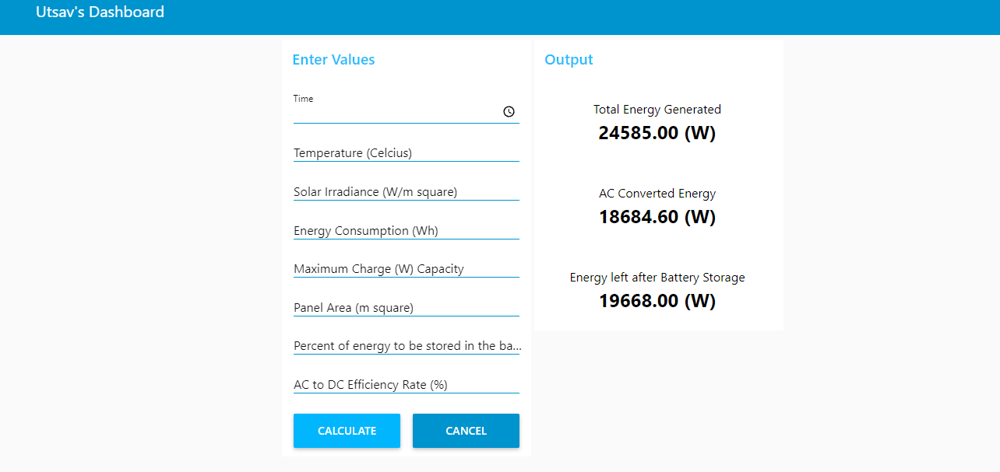 Utsav's Dashboard
Enter Values
Time
Temperature (Celcius)
Solar Irradiance (W/m square)
Energy Consumption (Wh)
Maximum Charge (W) Capacity
Panel Area (m square)
Percent of energy to be stored in the ba...
AC to DC Efficiency Rate (%)
CALCULATE
CANCEL
Output
Total Energy Generated
24585.00 (W)
AC Converted Energy
18684.60 (W)
Energy left after Battery Storage
19668.00 (W)